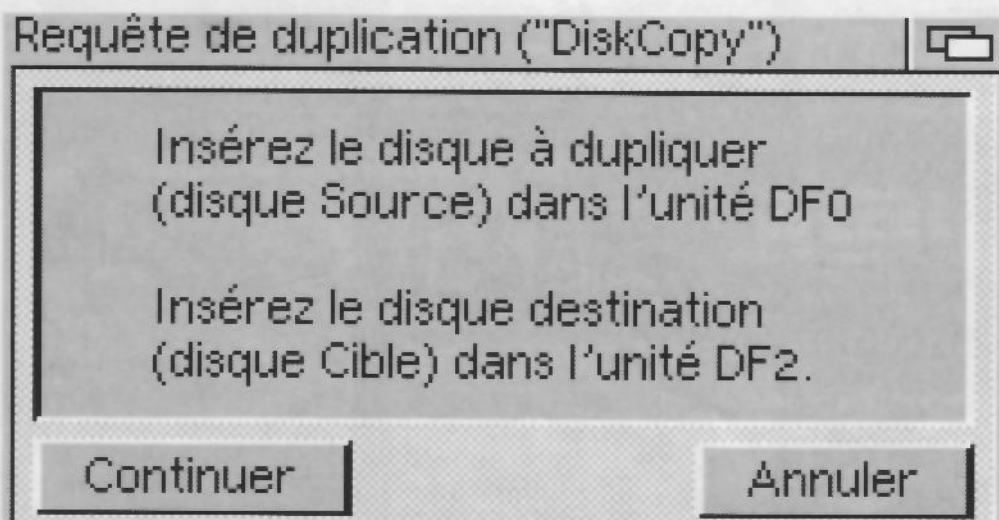 Requête de duplication ("DiskCopy")
Insérez le disque à dupliquer
(disque Source) dans l'unité DF0
Insérez le disque destination
(disque Cible) dans l'unité DF2.
Continuer
Annuler